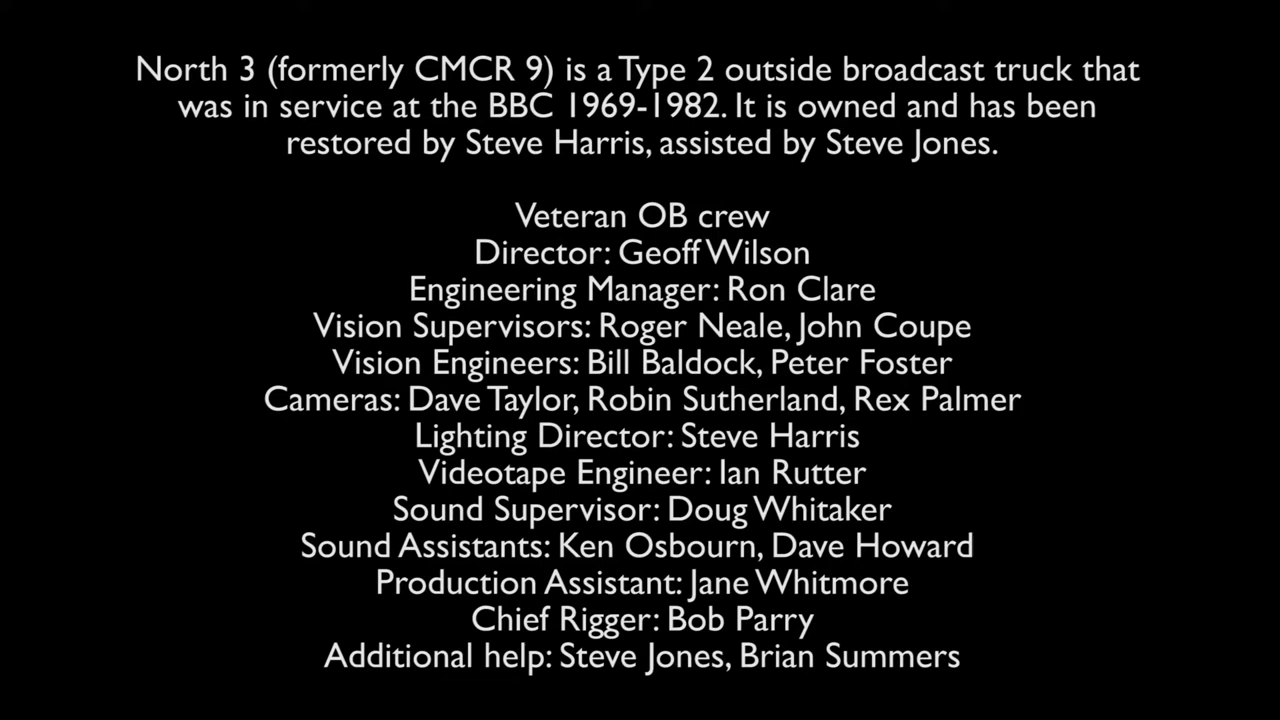 North 3 (formerly CMCR 9) is a Type 2 outside broadcast truck that
was in service at the BBC 1969-1982. It is owned and has been
restored by Steve Harris, assisted by Steve Jones.
Veteran OB crew
Director: Geoff Wilson
Engineering Manager: Ron Clare
Vision Supervisors: Roger Neale, John Coupe
Vision Engineers: Bill Baldock, Peter Foster
Cameras: Dave Taylor, Robin Sutherland, Rex Palmer
Lighting Director: Steve Harris
Videotape Engineer: Ian Rutter
Sound Supervisor: Doug Whitaker
Sound Assistants: Ken Osbourn, Dave Howard
Production Assistant: Jane Whitmore
Chief Rigger: Bob Parry
Additional help: Steve Jones, Brian Summers